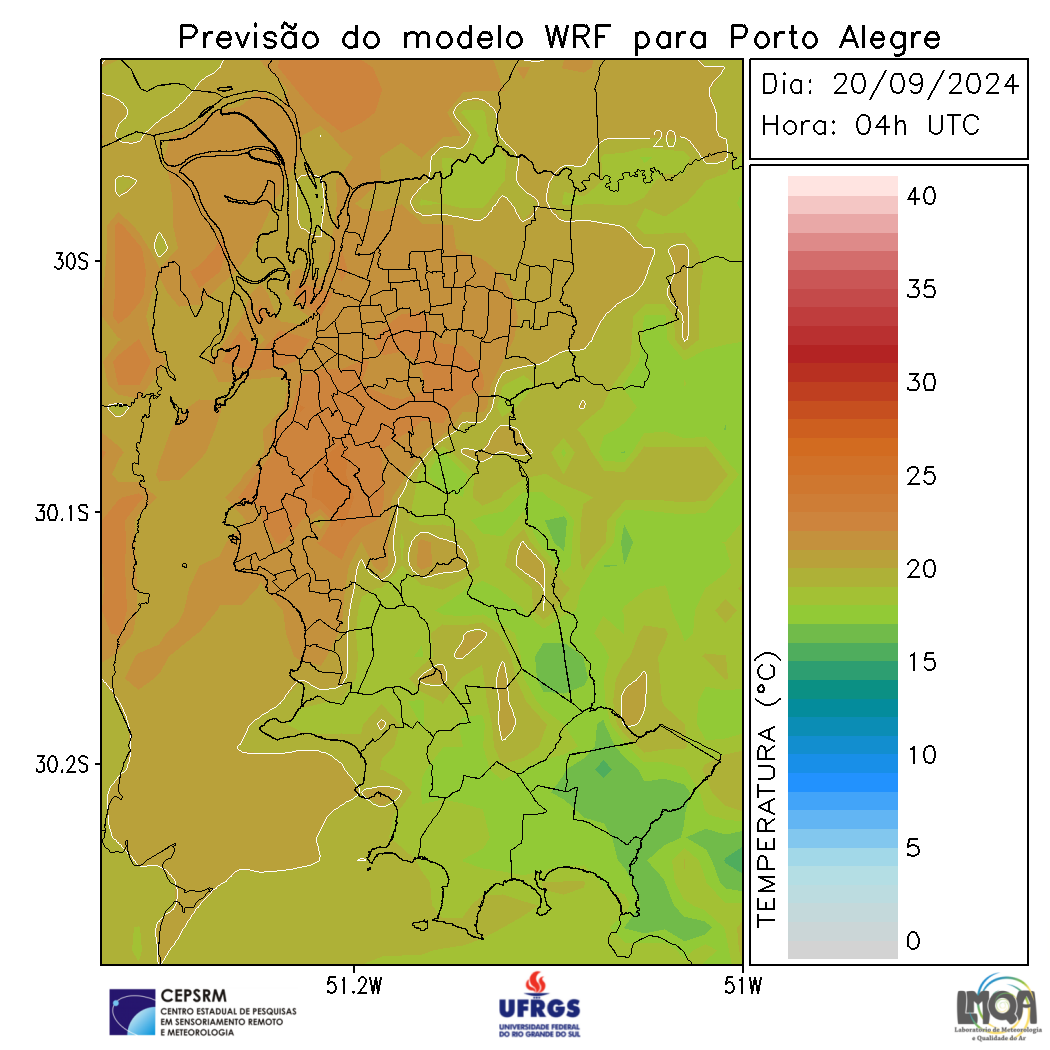 Previsão do modelo WRF para Porto Alegre
Dia: 20/09/2024
Hora: 04h UTC
20
30S
30.1S
30.2S
51.2W
51W
TEMPERATURA (°C)
40
35
30
25
20
15
10
5
0
CEPSRM
CENTRO ESTADUAL DE PESQUISAS
EM SENSORIAMENTO REMOTO
E METEOROLOGIA
UFRGS
UNIVERSIDADE FEDERAL
DO RIO GRANDE DO SUL
LMQA
Laboratório de Meteorologia
e Qualidade do Ar